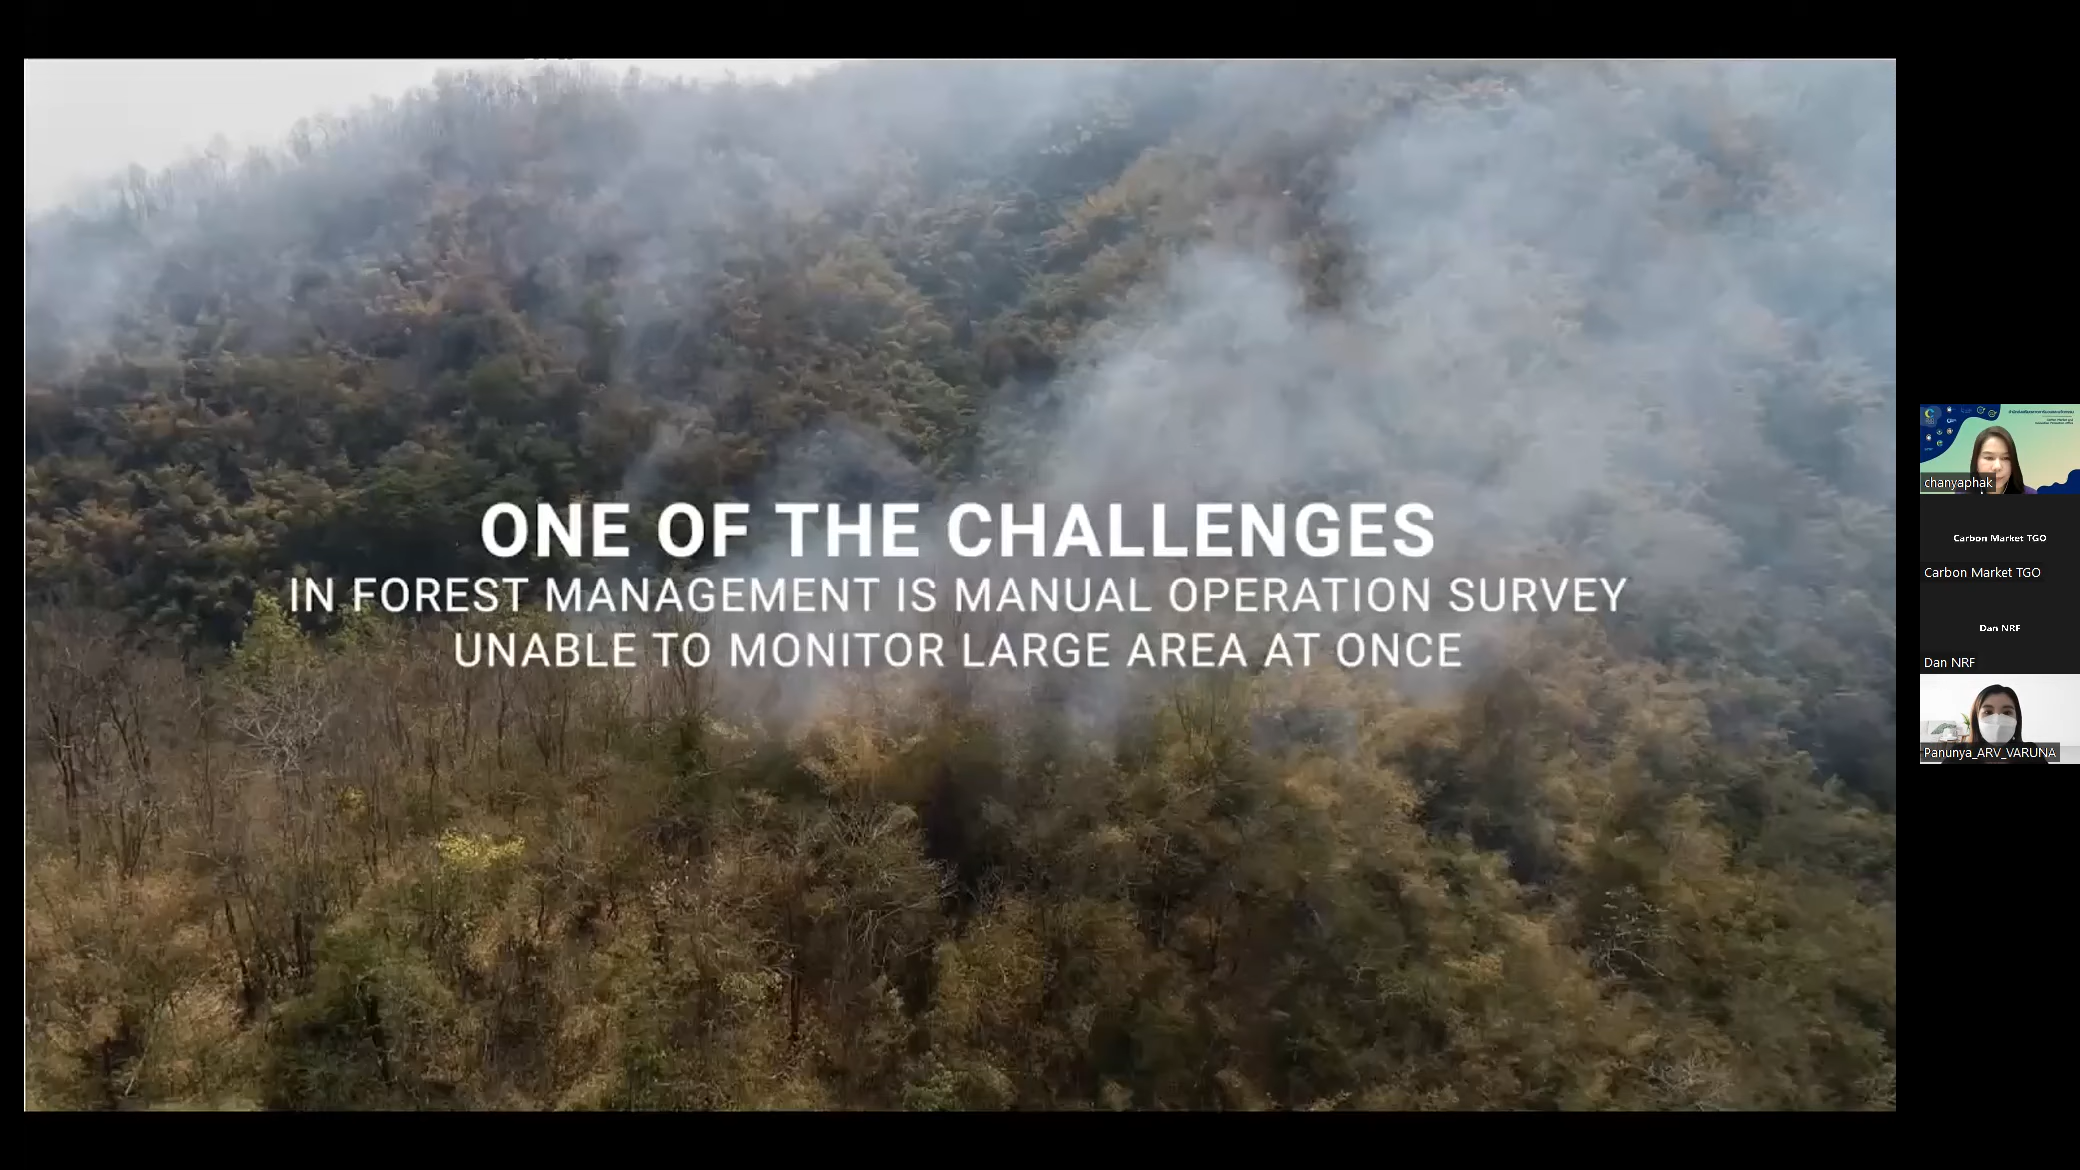 ONE OF THE CHALLENGES
IN FOREST MANAGEMENT IS MANUAL OPERATION SURVEY
UNABLE TO MONITOR LARGE AREA AT ONCE
chanyaphak
Carbon Market TGO
Carbon Market TGO
Dan NRF
Dan NRF
Panunya_ARV_VARUNA